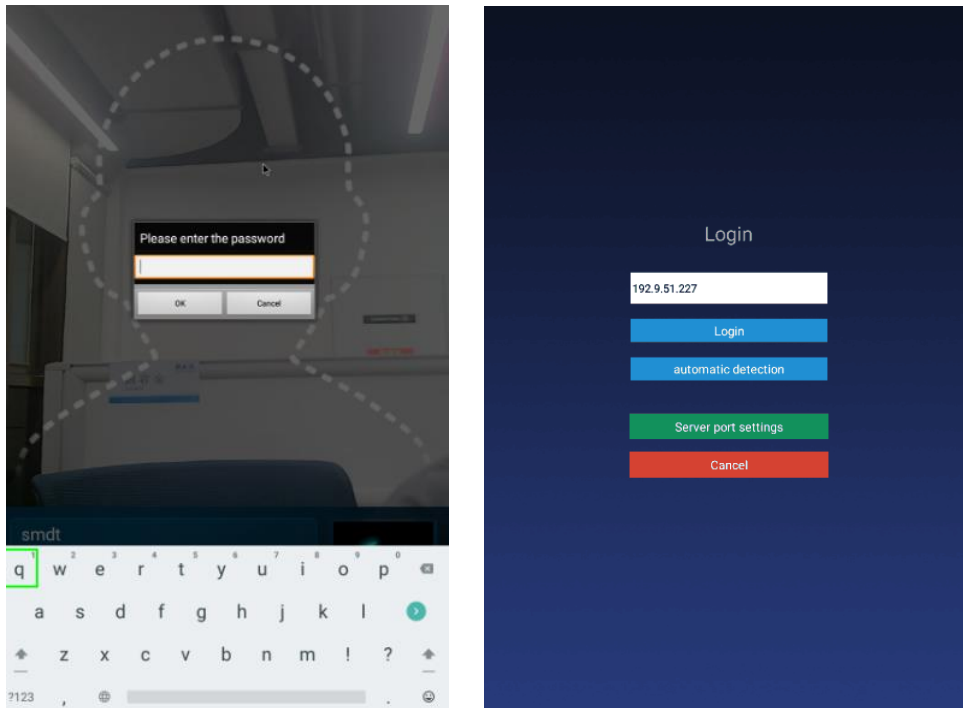 Please enter the password
OK Cancel
smdt
1 2 3 4 5 6 7 8 9 0
q w e r t y u i o p
a s d f g h j k l
z x c v b n m ! ?
?123 , .
Login
192.9.51.227
Login
automatic detection
Server port settings
Cancel